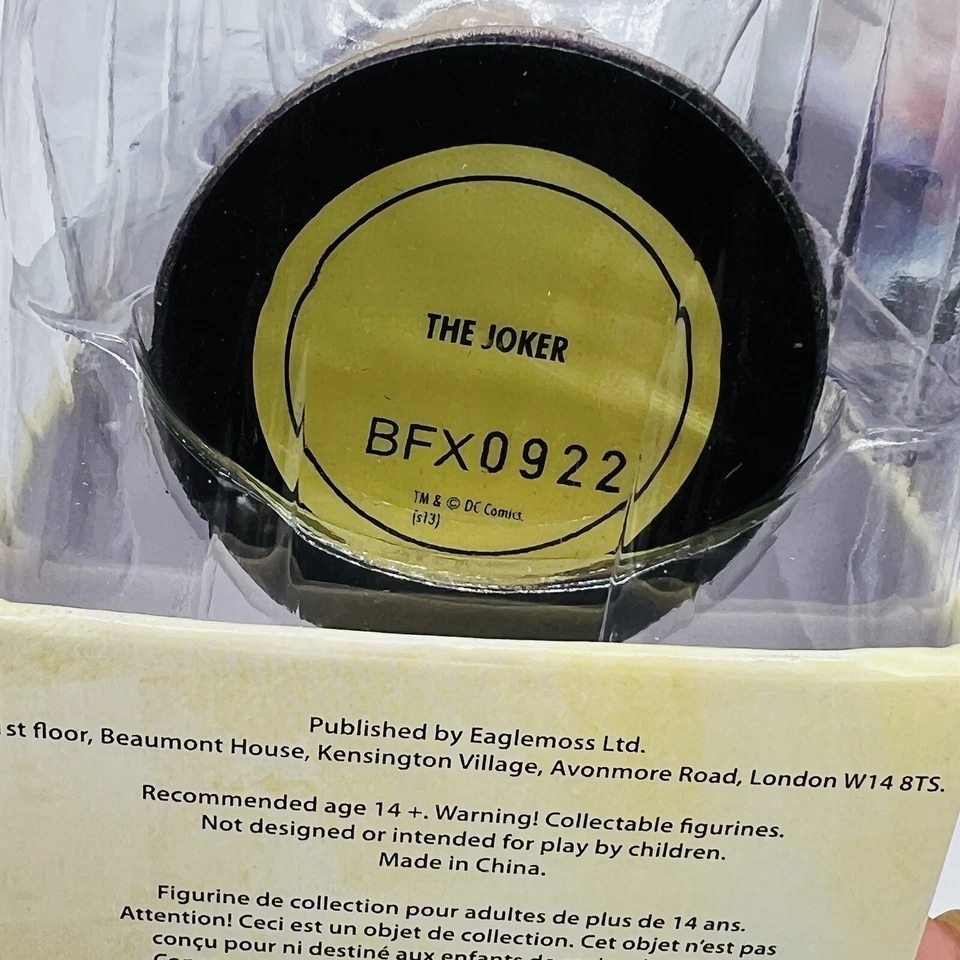 THE JOKER
BFX0922
TM & © DC Comics.
(s13)
Published by Eaglemoss Ltd.
st floor, Beaumont House, Kensington Village, Avonmore Road, London W14 8TS.
Recommended age 14 +. Warning! Collectable figurines.
Not designed or intended for play by children.
Made in China.
Figurine de collection pour adultes de plus de 14 ans.
Attention! Ceci est un objet de collection. Cet objet n'est pas
conçu pour ni destiné aux enfants de